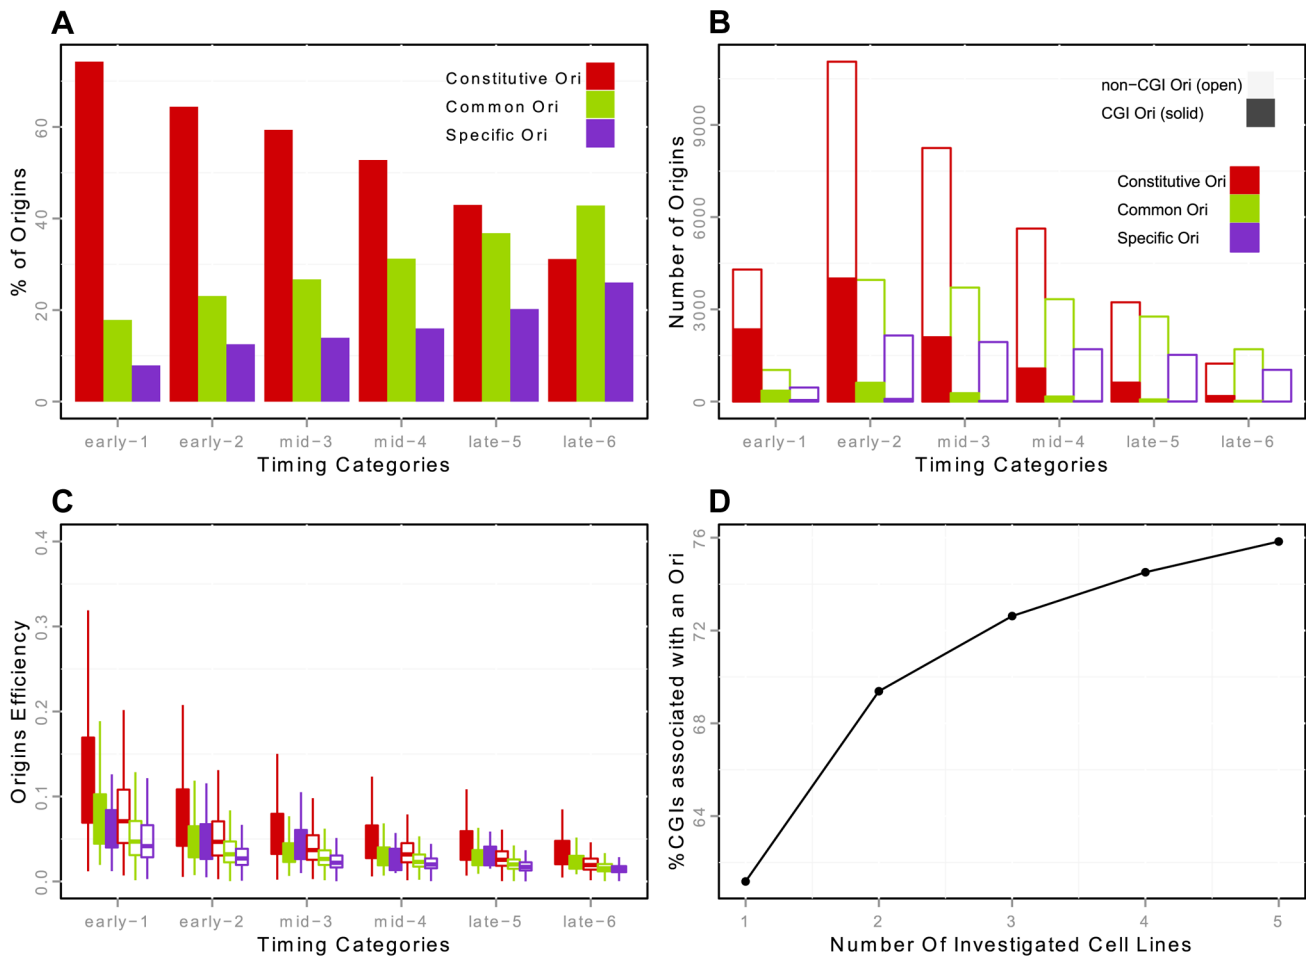 A
Constitutive Ori
Common Ori
Specific Ori
% of Origins
0
20
40
60
early−1
early−2
mid−3
mid−4
late−5
late−6
Timing Categories
B
non−CGI Ori (open)
CGI Ori (solid)
Constitutive Ori
Common Ori
Specific Ori
Number of Origins
0
3000
6000
9000
early−1
early−2
mid−3
mid−4
late−5
late−6
Timing Categories
C
Origins Efficiency
0.0
0.1
0.2
0.3
0.4
early−1
early−2
mid−3
mid−4
late−5
late−6
Timing Categories
D
%CGIs associated with an Ori
64
68
72
76
1
2
3
4
5
Number Of Investigated Cell Lines